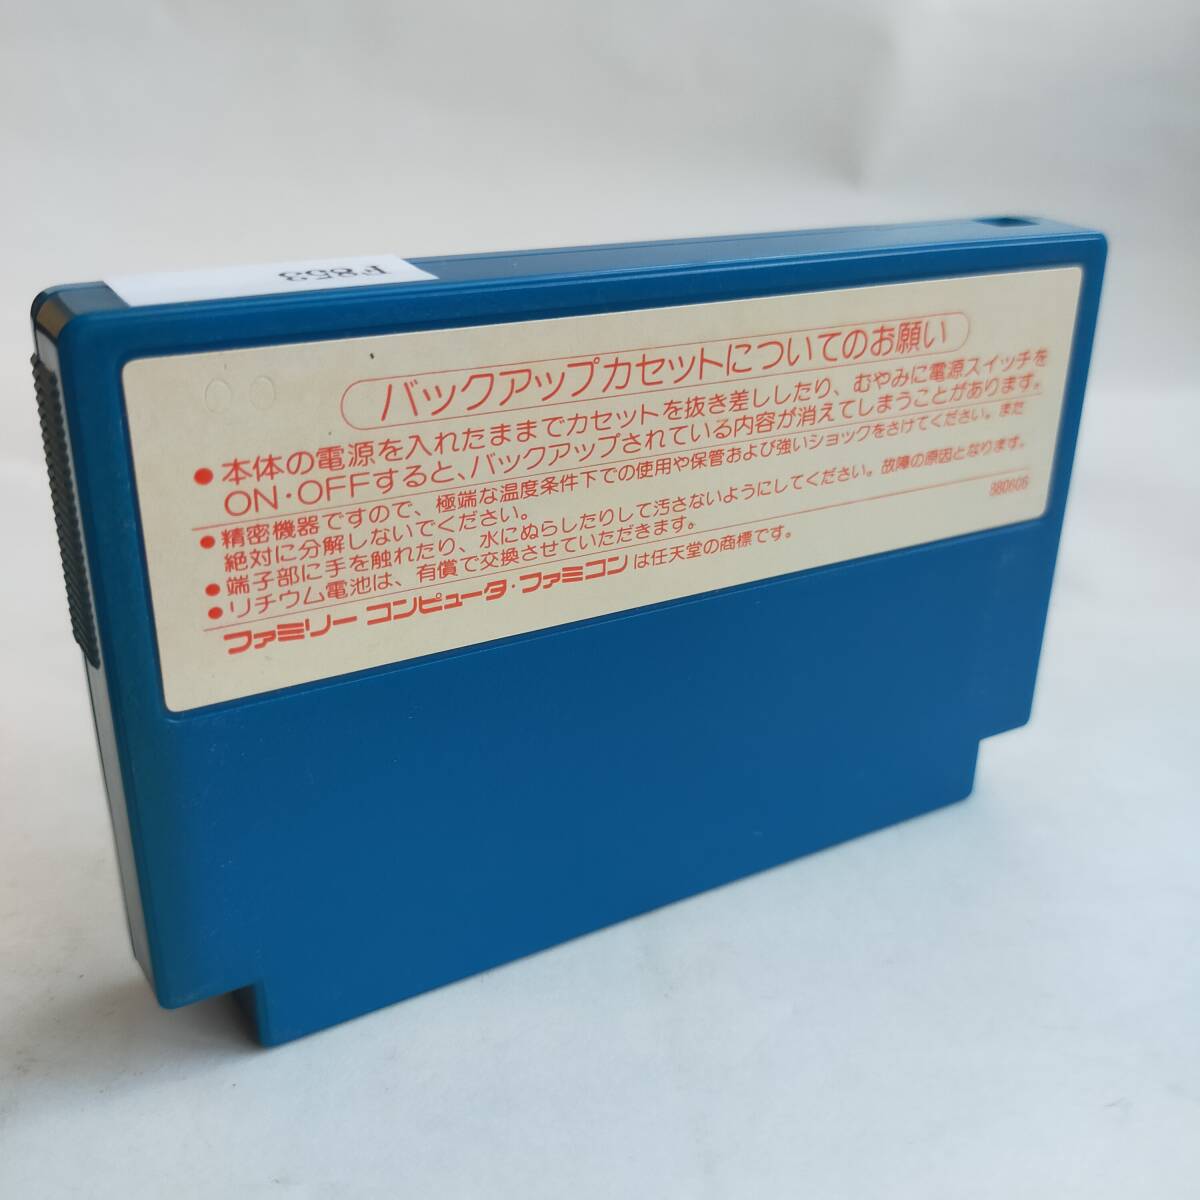 F853
バックアップカセットについてのお願い
●本体の電源を入れたままでカセットを抜き差ししたり、むやみに電源スイッチを
ON・OFFすると、バックアップされている内容が消えてしまうことがあります。
●精密機器ですので、極端な温度条件下での使用や保管および強いショックをさけてください。また
絶対に分解しないでください。
●端子部に手を触れたり、水にぬらしたりして汚さないようにしてください。故障の原因となります。
●リチウム電池は、有償で交換させていただきます。
880606
ファミリー コンピュータ・ファミコンは任天堂の商標です。